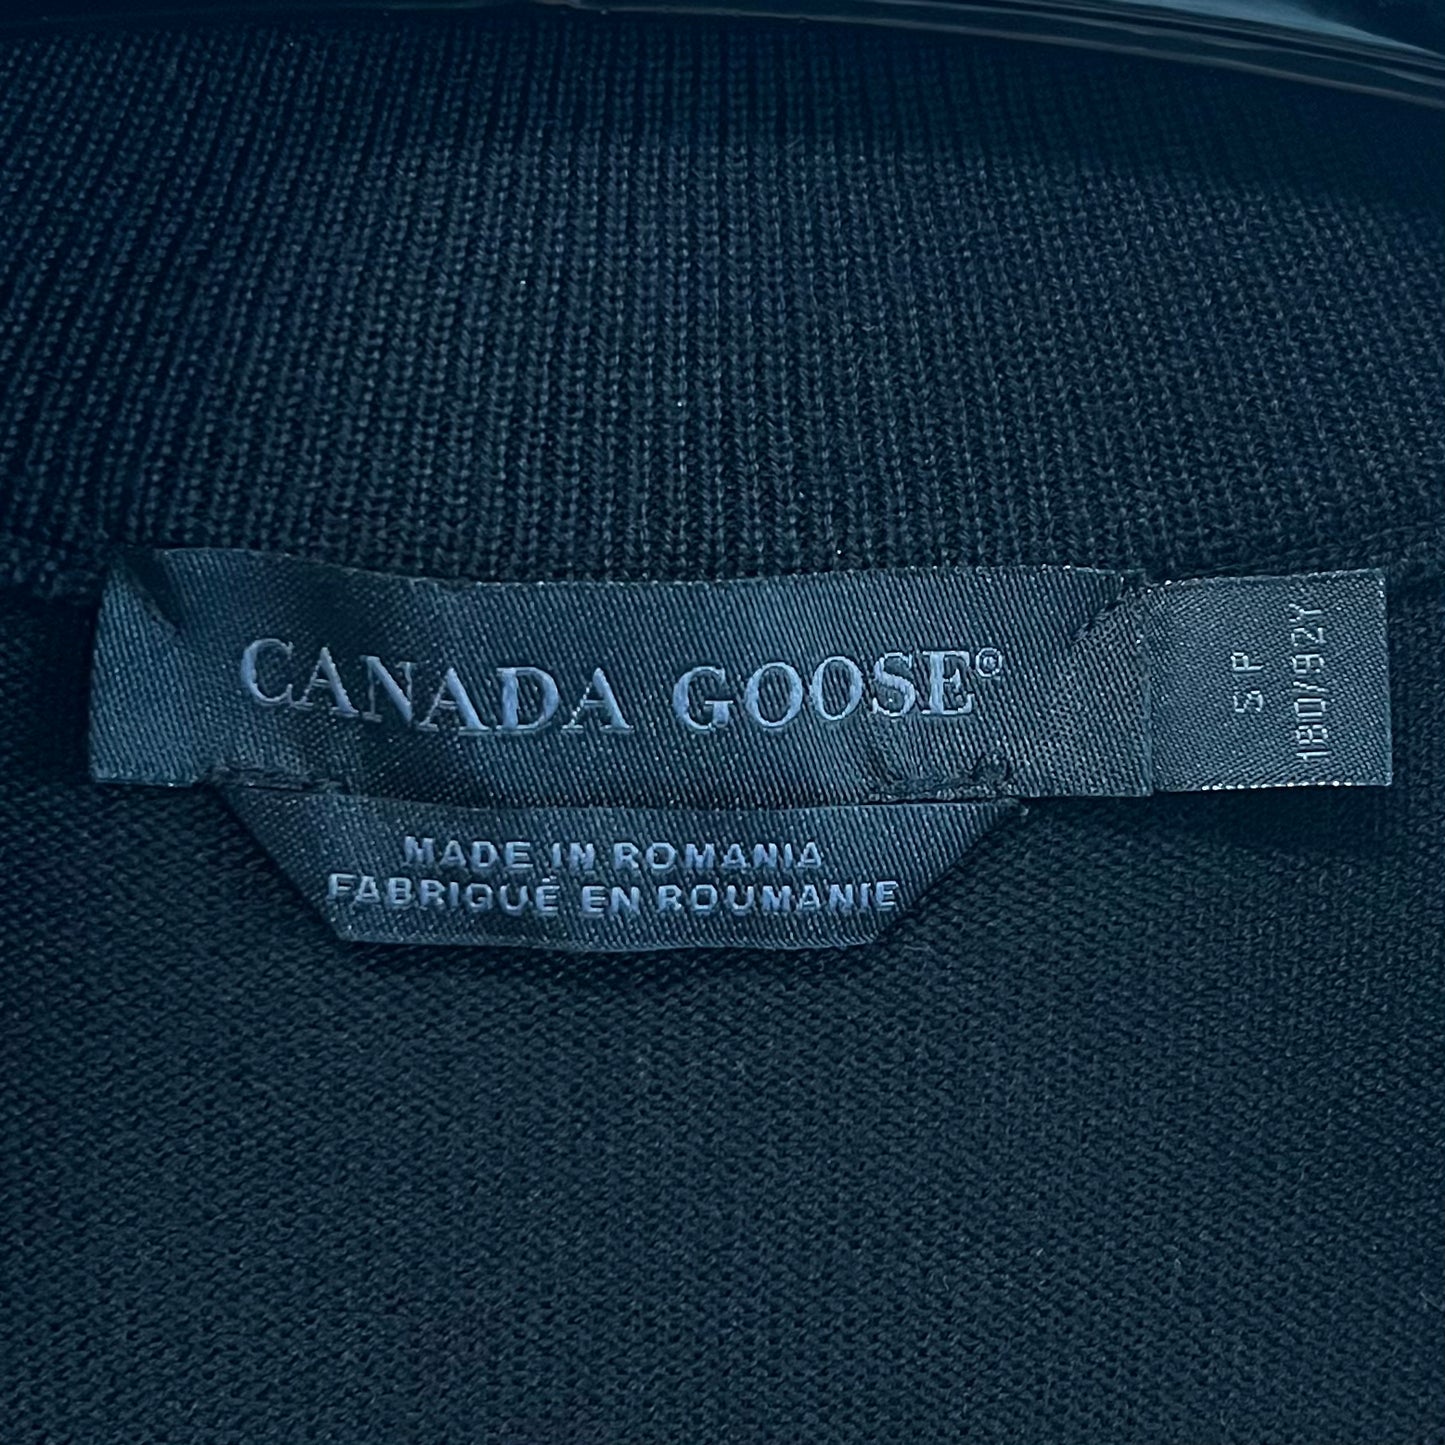 CANADA GOOSE®
S P
180/92Y
MADE IN ROMANIA
FABRIQUÉ EN ROUMANIE